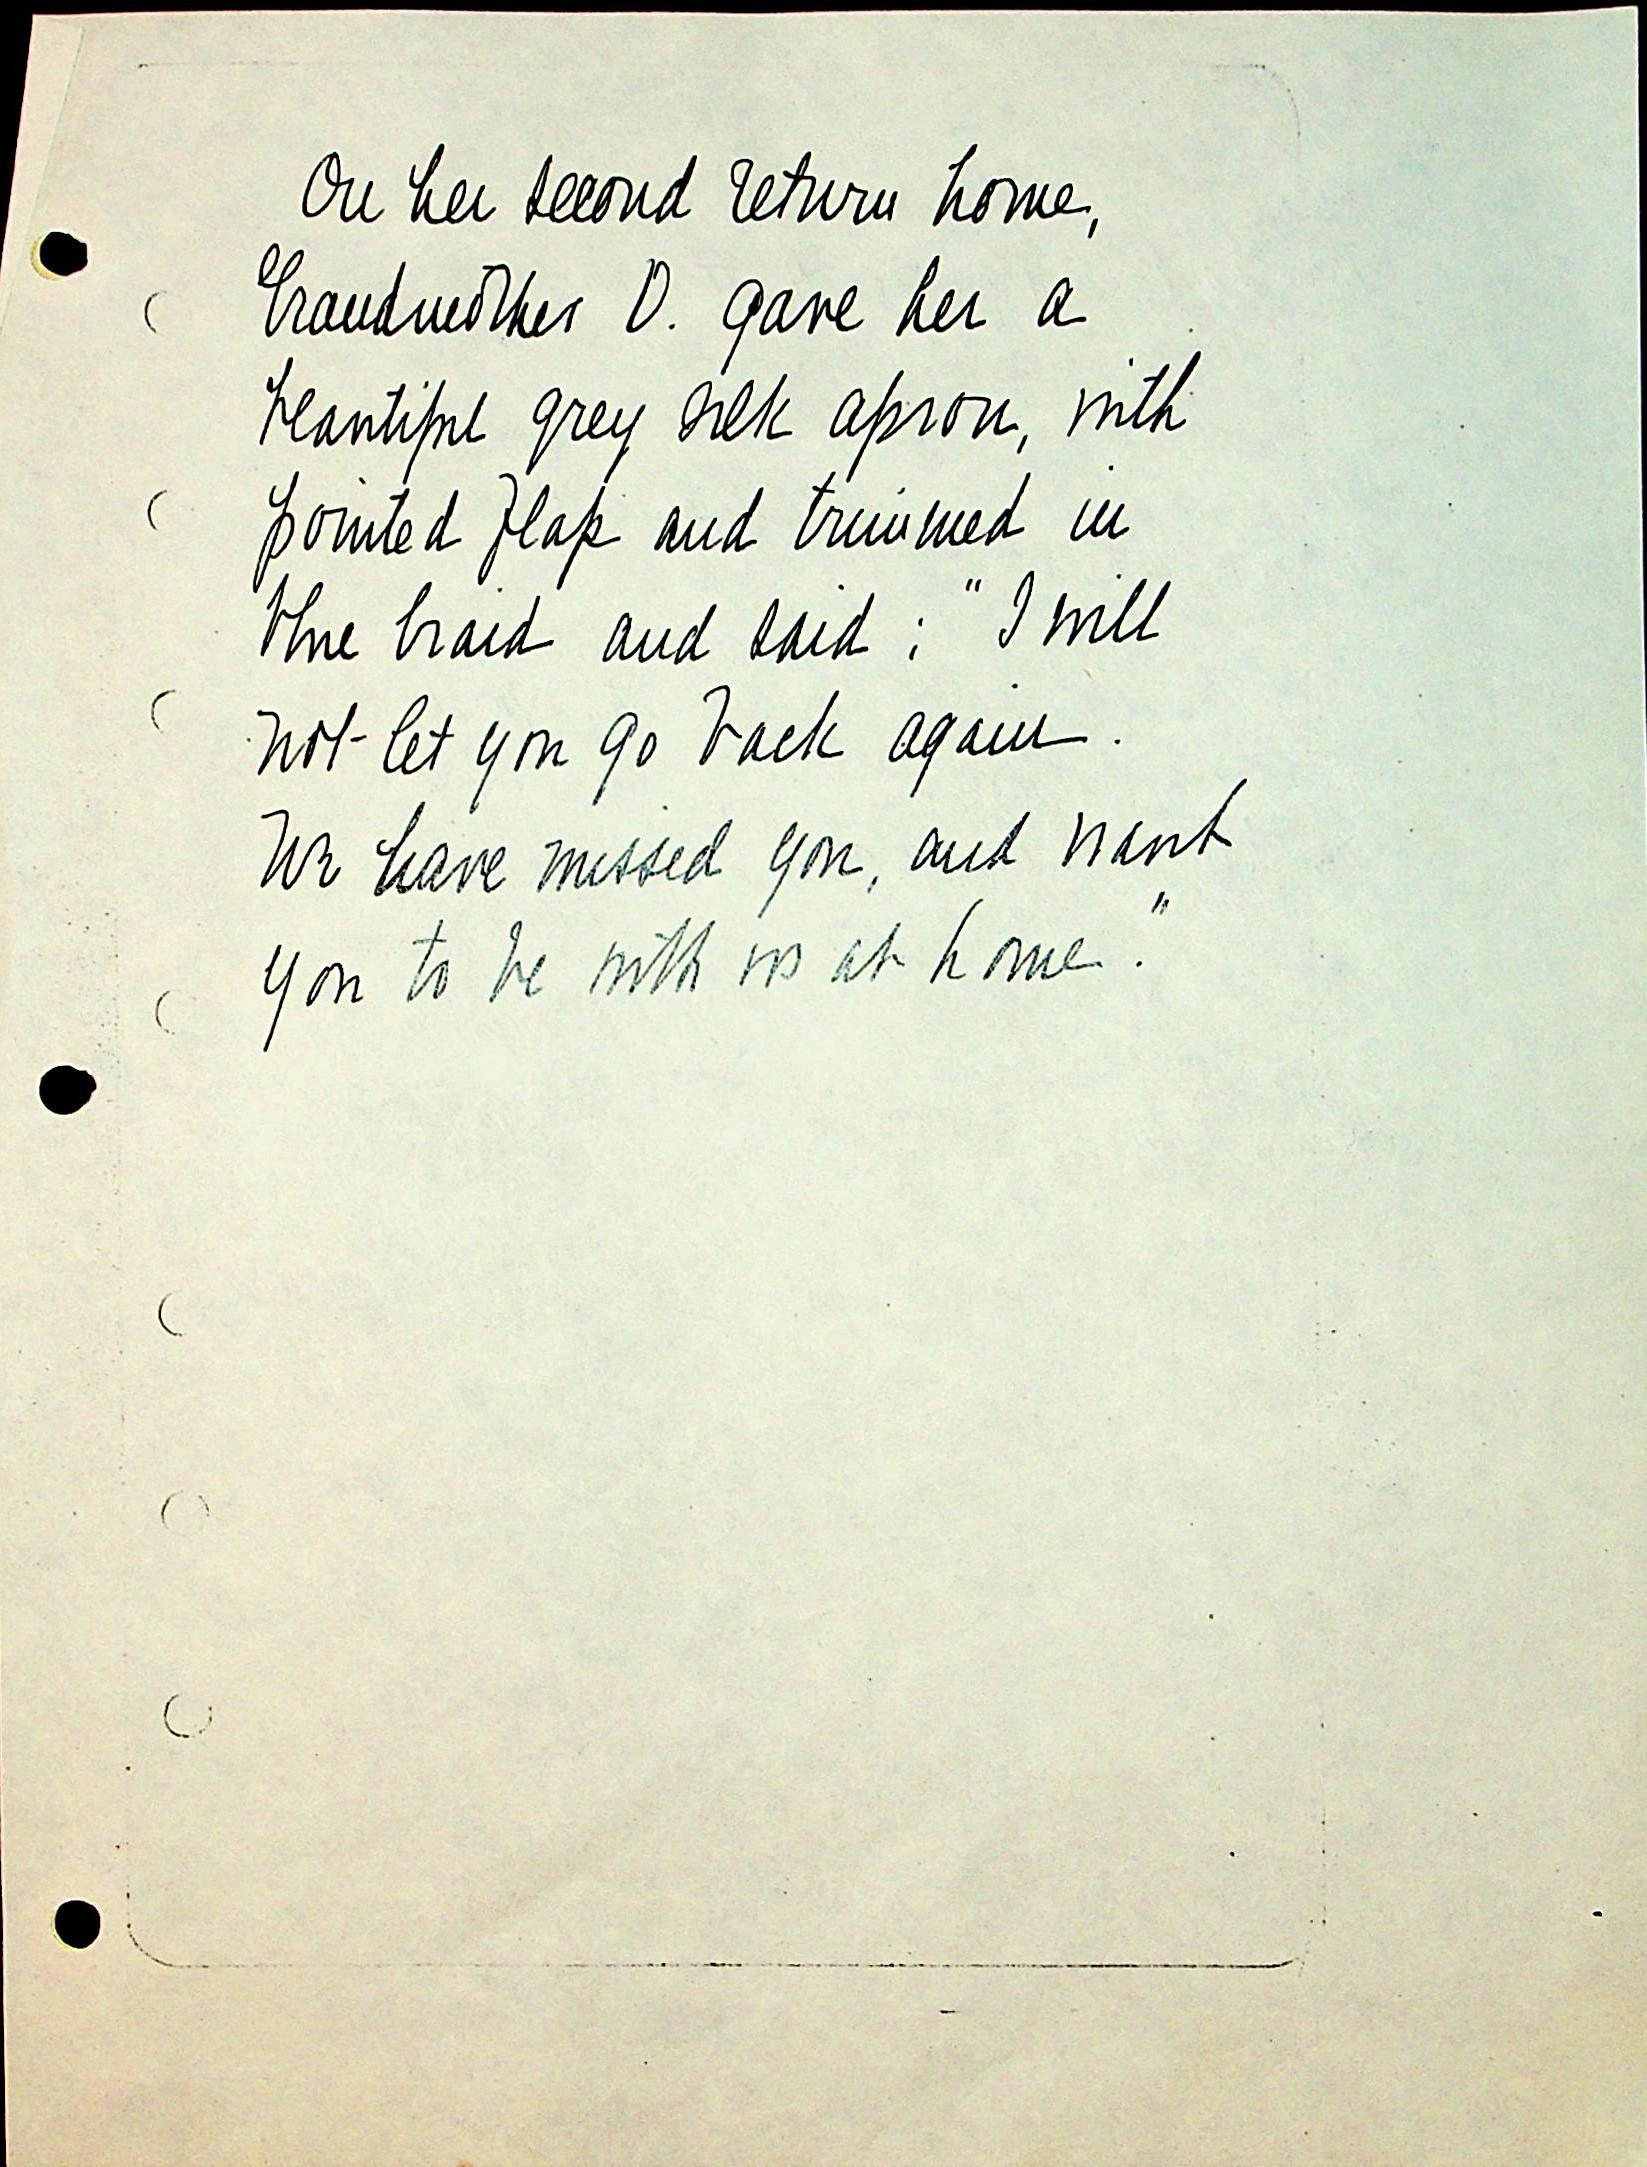 On her second return home,
Grandmother D. gave her a
beautiful grey silk apron, with
pointed flap and trimmed in
blue braid and said: "I will
not let you go back again.
We have missed you, and want
you to be with us at home."